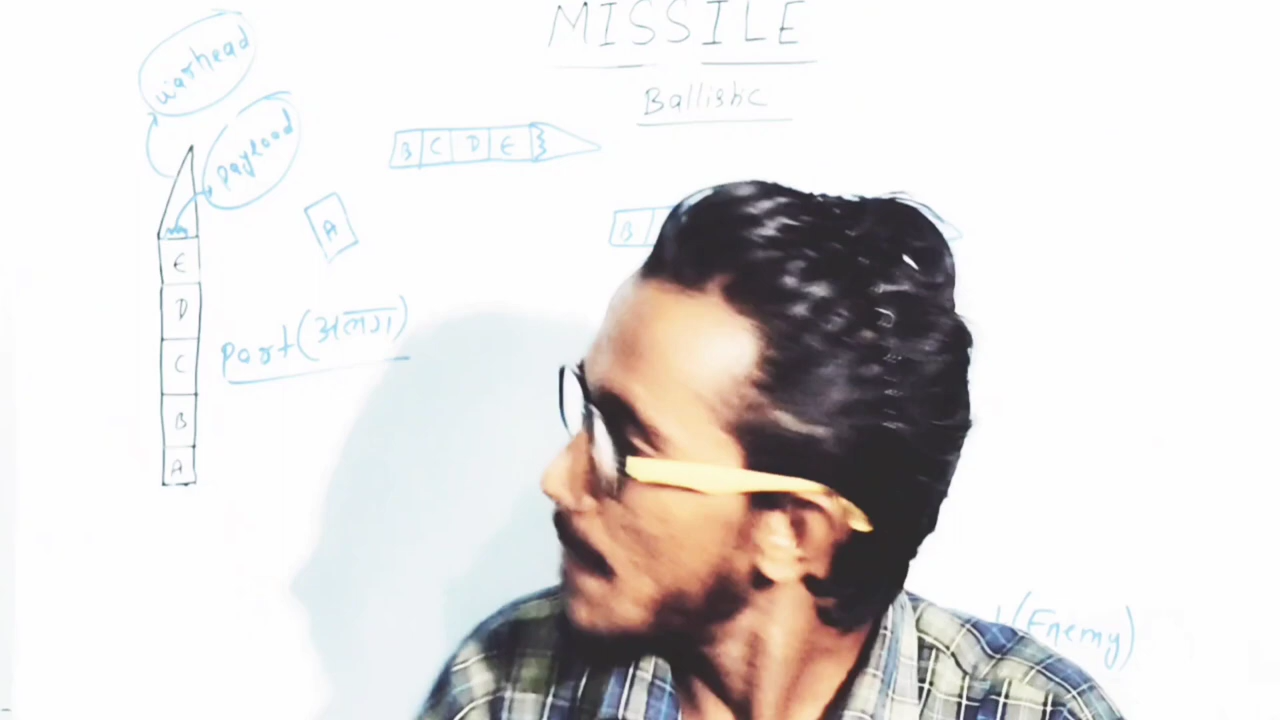 MISSILE
Ballistic
warhead
payload
B C D E
A
B
E
D
C
B
A
Part (अलग)
(Enemy)